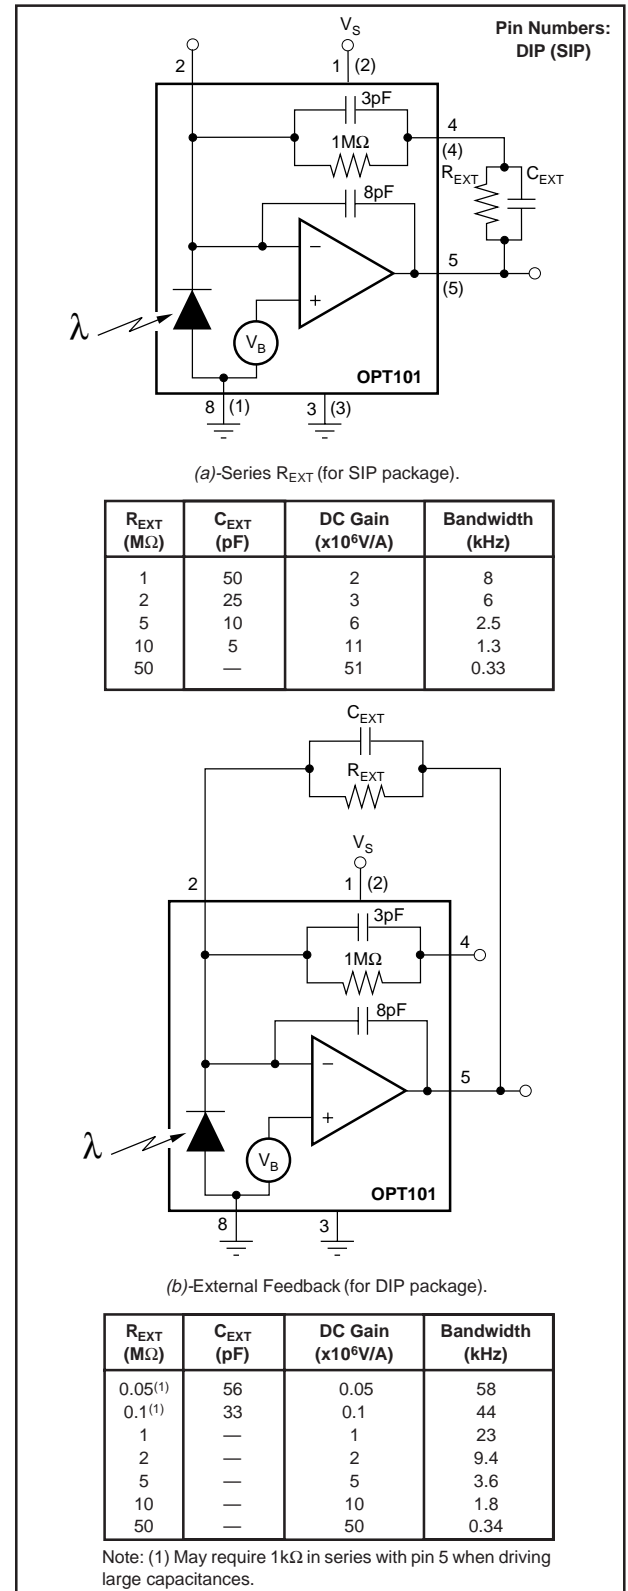 Pin Numbers:
DIP (SIP)
V_S
2
1 (2)
3pF
1MΩ
4
(4)
R_EXT
C_EXT
8pF
–
+
5
(5)
λ
V_B
OPT101
8 (1)
3 (3)
(a)-Series R_EXT (for SIP package).
R_EXT (MΩ) C_EXT (pF) DC Gain (x10⁶V/A) Bandwidth (kHz)
1 50 2 8
2 25 3 6
5 10 6 2.5
10 5 11 1.3
50 — 51 0.33
C_EXT
R_EXT
V_S
2
1 (2)
3pF
1MΩ
4
8pF
–
+
5
λ
V_B
OPT101
8
3
(b)-External Feedback (for DIP package).
R_EXT (MΩ) C_EXT (pF) DC Gain (x10⁶V/A) Bandwidth (kHz)
0.05⁽¹⁾ 56 0.05 58
0.1⁽¹⁾ 33 0.1 44
1 — 1 23
2 — 2 9.4
5 — 5 3.6
10 — 10 1.8
50 — 50 0.34
Note: (1) May require 1kΩ in series with pin 5 when driving
large capacitances.